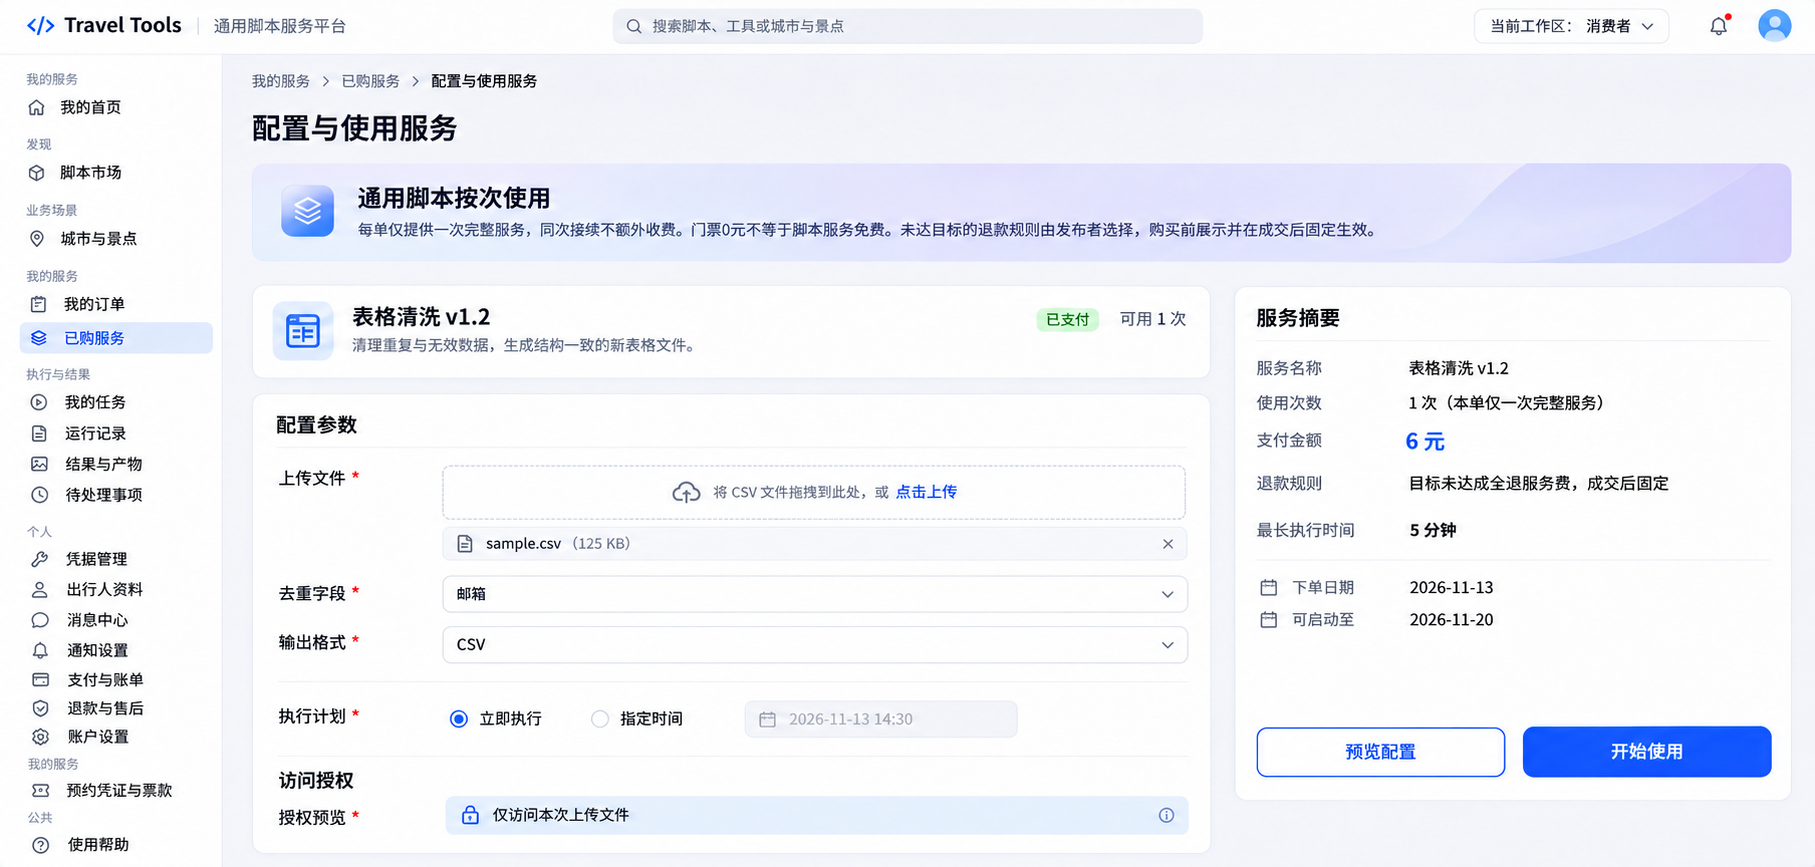 </> Travel Tools 通用脚本服务平台
搜索脚本、工具或城市与景点
当前工作区： 消费者
我的服务
我的首页
发现
脚本市场
业务场景
城市与景点
我的服务
我的订单
已购服务
执行与结果
我的任务
运行记录
结果与产物
待处理事项
个人
凭据管理
出行人资料
消息中心
通知设置
支付与账单
退款与售后
账户设置
我的服务
预约凭证与票款
公共
使用帮助
我的服务 > 已购服务 > 配置与使用服务
配置与使用服务
通用脚本按次使用
每单仅提供一次完整服务，同次接续不额外收费。门票0元不等于脚本服务免费。未达目标的退款规则由发布者选择，购买前展示并在成交后固定生效。
表格清洗 v1.2
已支付 可用 1 次
清理重复与无效数据，生成结构一致的新表格文件。
配置参数
上传文件 *
将 CSV 文件拖拽到此处，或 点击上传
sample.csv （125 KB）
去重字段 * 邮箱
输出格式 * CSV
执行计划 * 立即执行 指定时间 2026-11-13 14:30
访问授权
授权预览 * 仅访问本次上传文件
服务摘要
服务名称 表格清洗 v1.2
使用次数 1 次（本单仅一次完整服务）
支付金额 6 元
退款规则 目标未达成全退服务费，成交后固定
最长执行时间 5 分钟
下单日期 2026-11-13
可启动至 2026-11-20
预览配置 开始使用